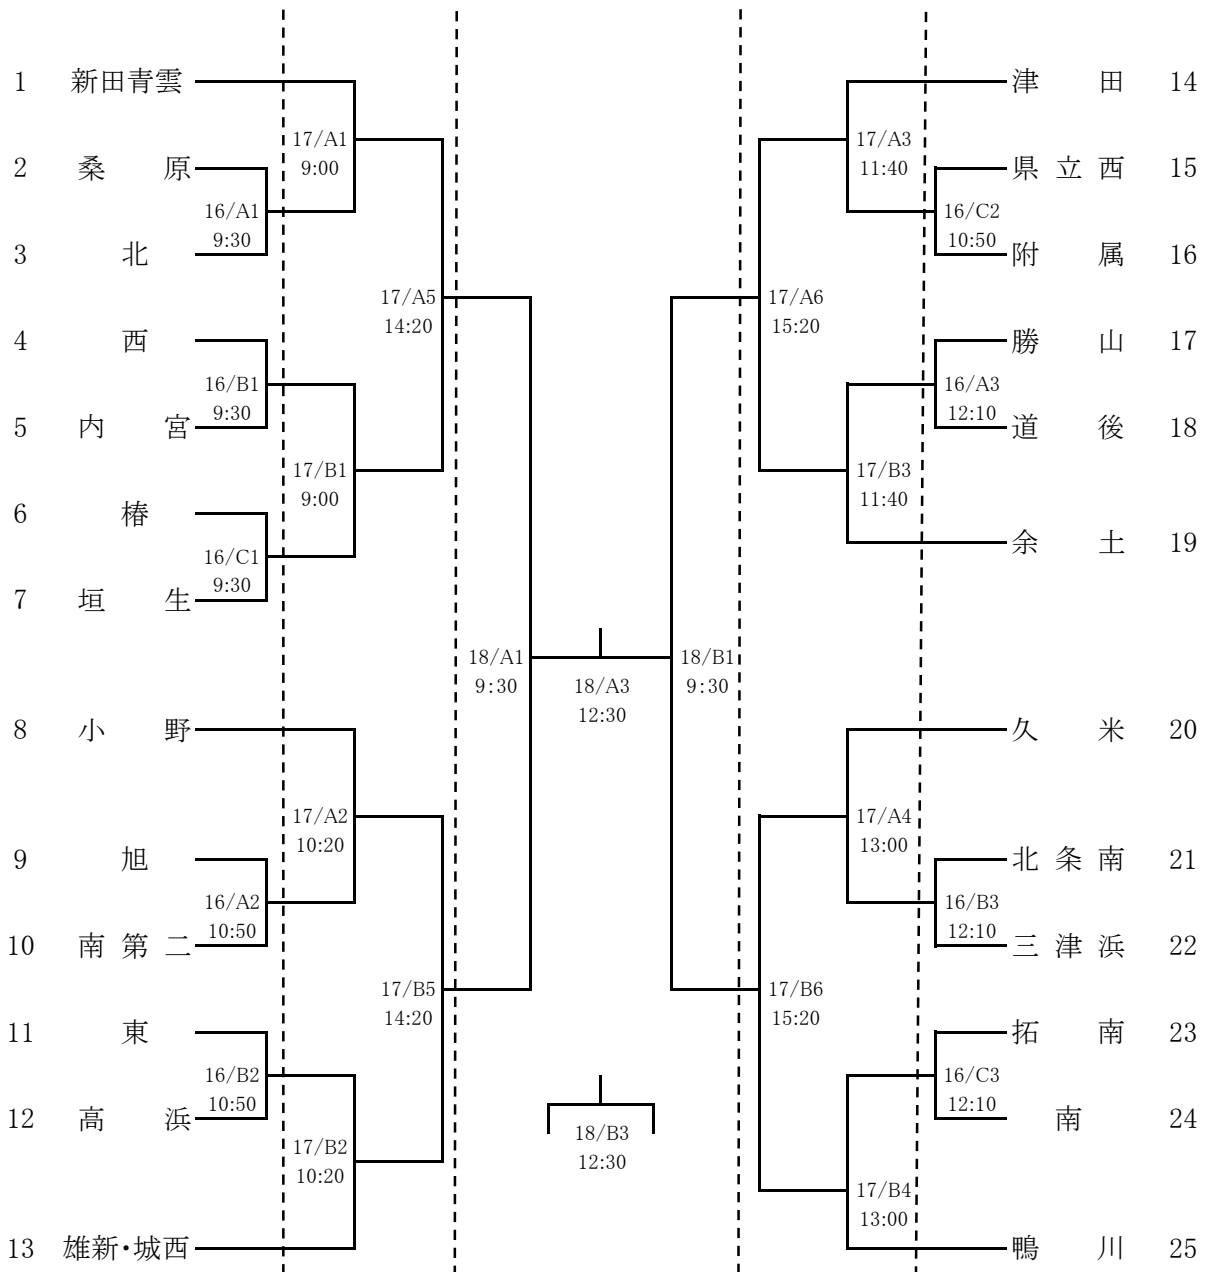 1 新田青雲
17/A1
9:00
2 桑原
16/A1
9:30
3 北
17/A5
14:20
4 西
16/B1
9:30
5 内宮
17/B1
9:00
6 椿
16/C1
9:30
7 垣生
18/A1
9:30
8 小野
17/A2
10:20
9 旭
16/A2
10:50
10 南第二
17/B5
14:20
11 東
16/B2
10:50
12 高浜
17/B2
10:20
13 雄新・城西
18/A3
12:30
18/B3
12:30
津田 14
17/A3
11:40
県立西 15
16/C2
10:50
附属 16
17/A6
15:20
勝山 17
16/A3
12:10
道後 18
17/B3
11:40
余土 19
18/B1
9:30
久米 20
17/A4
13:00
北条南 21
16/B3
12:10
三津浜 22
17/B6
15:20
拓南 23
16/C3
12:10
南 24
17/B4
13:00
鴨川 25